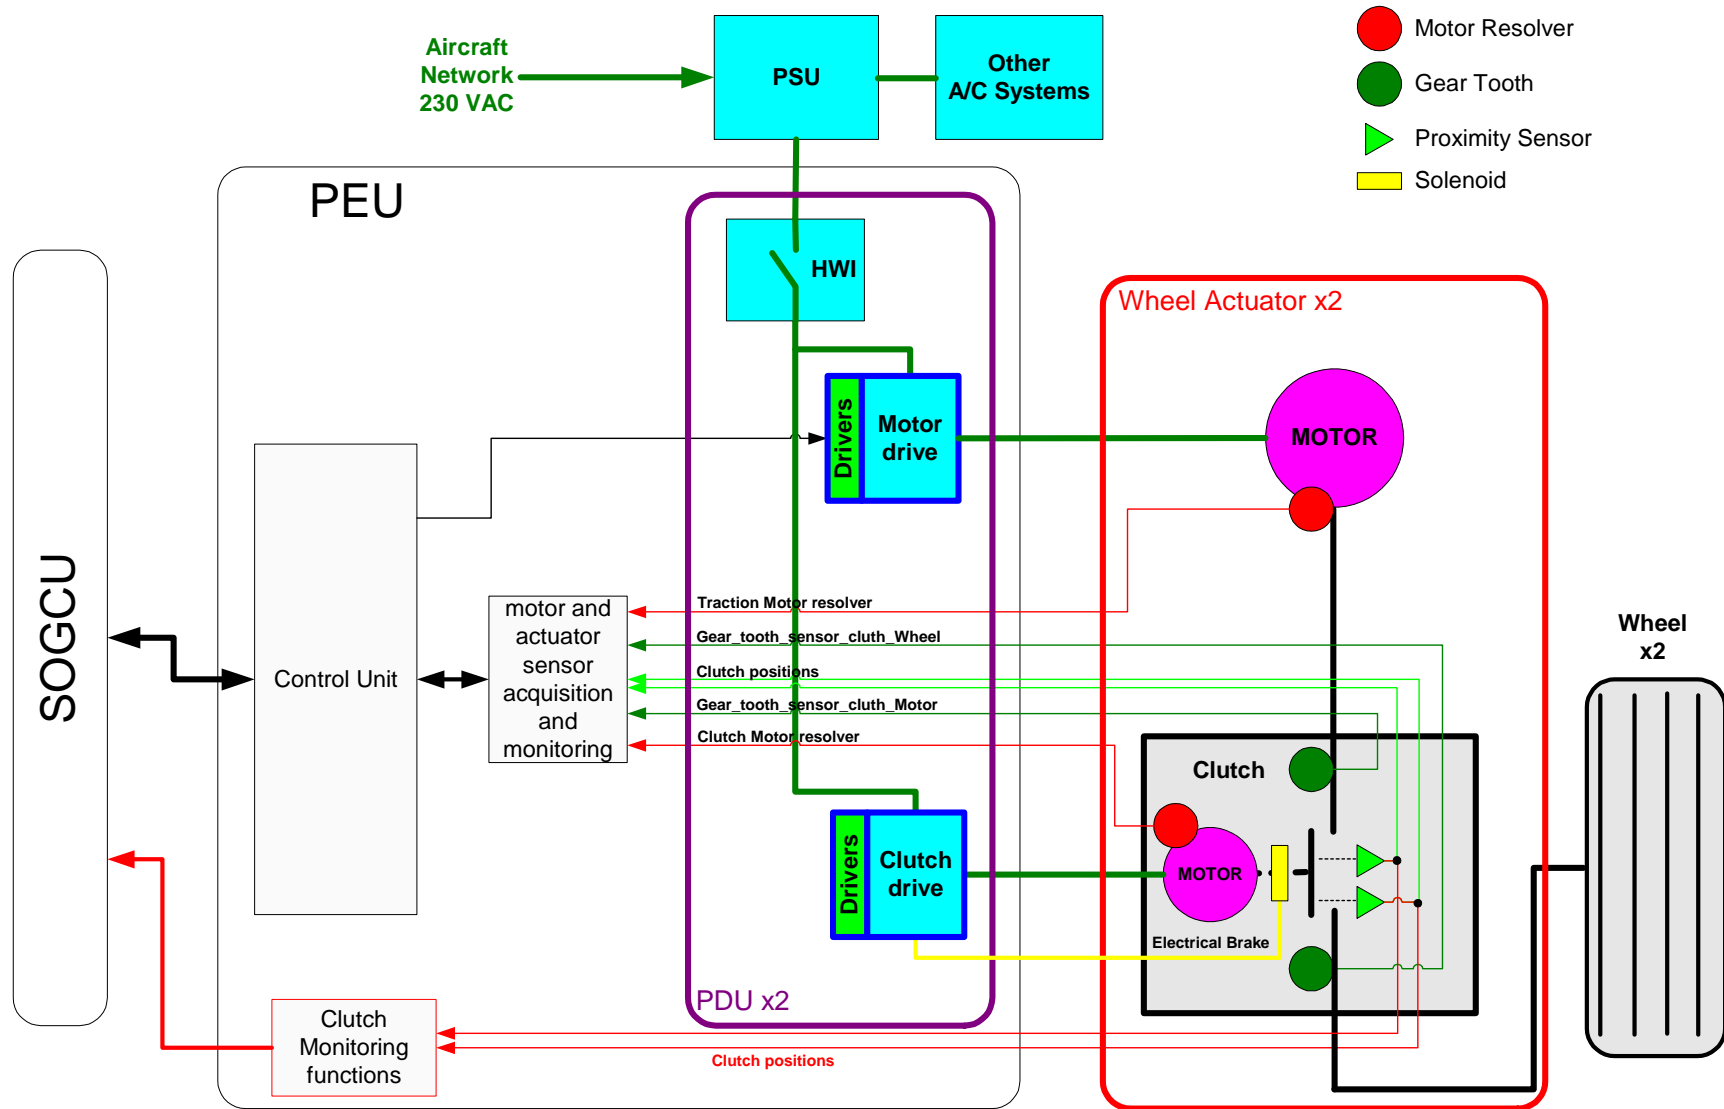 Aircraft
Network
230 VAC
PSU
Other
A/C Systems
Motor Resolver
Gear Tooth
Proximity Sensor
Solenoid
PEU
HWI
Wheel Actuator x2
Drivers
Motor
drive
MOTOR
SOGCU
Control Unit
motor and
actuator
sensor
acquisition
and
monitoring
Traction Motor resolver
Gear_tooth_sensor_cluth_Wheel
Clutch positions
Gear_tooth_sensor_cluth_Motor
Clutch Motor resolver
Wheel
x2
Clutch
Drivers
Clutch
drive
MOTOR
Electrical Brake
PDU x2
Clutch
Monitoring
functions
Clutch positions